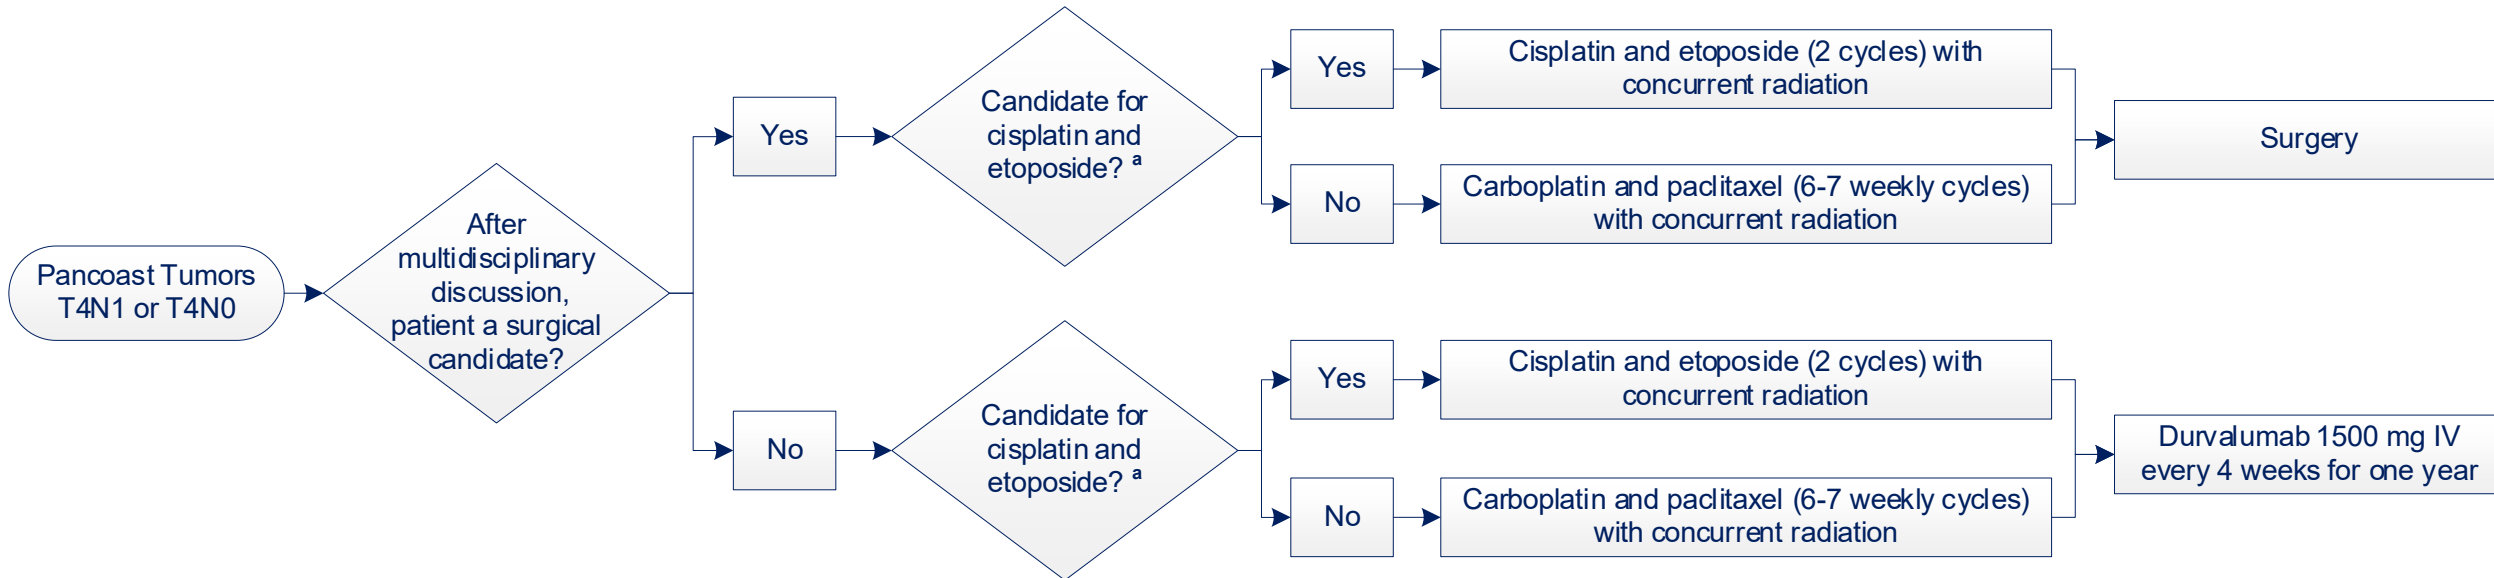 Pancoast Tumors
T4N1 or T4N0
After
multidisciplinary
discussion,
patient a surgical
candidate?
Yes
Candidate for
cisplatin and
etoposide? a
Yes
Cisplatin and etoposide (2 cycles) with
concurrent radiation
No
Carboplatin and paclitaxel (6-7 weekly cycles)
with concurrent radiation
Surgery
No
Candidate for
cisplatin and
etoposide? a
Yes
Cisplatin and etoposide (2 cycles) with
concurrent radiation
No
Carboplatin and paclitaxel (6-7 weekly cycles)
with concurrent radiation
Durvalumab 1500 mg IV
every 4 weeks for one year